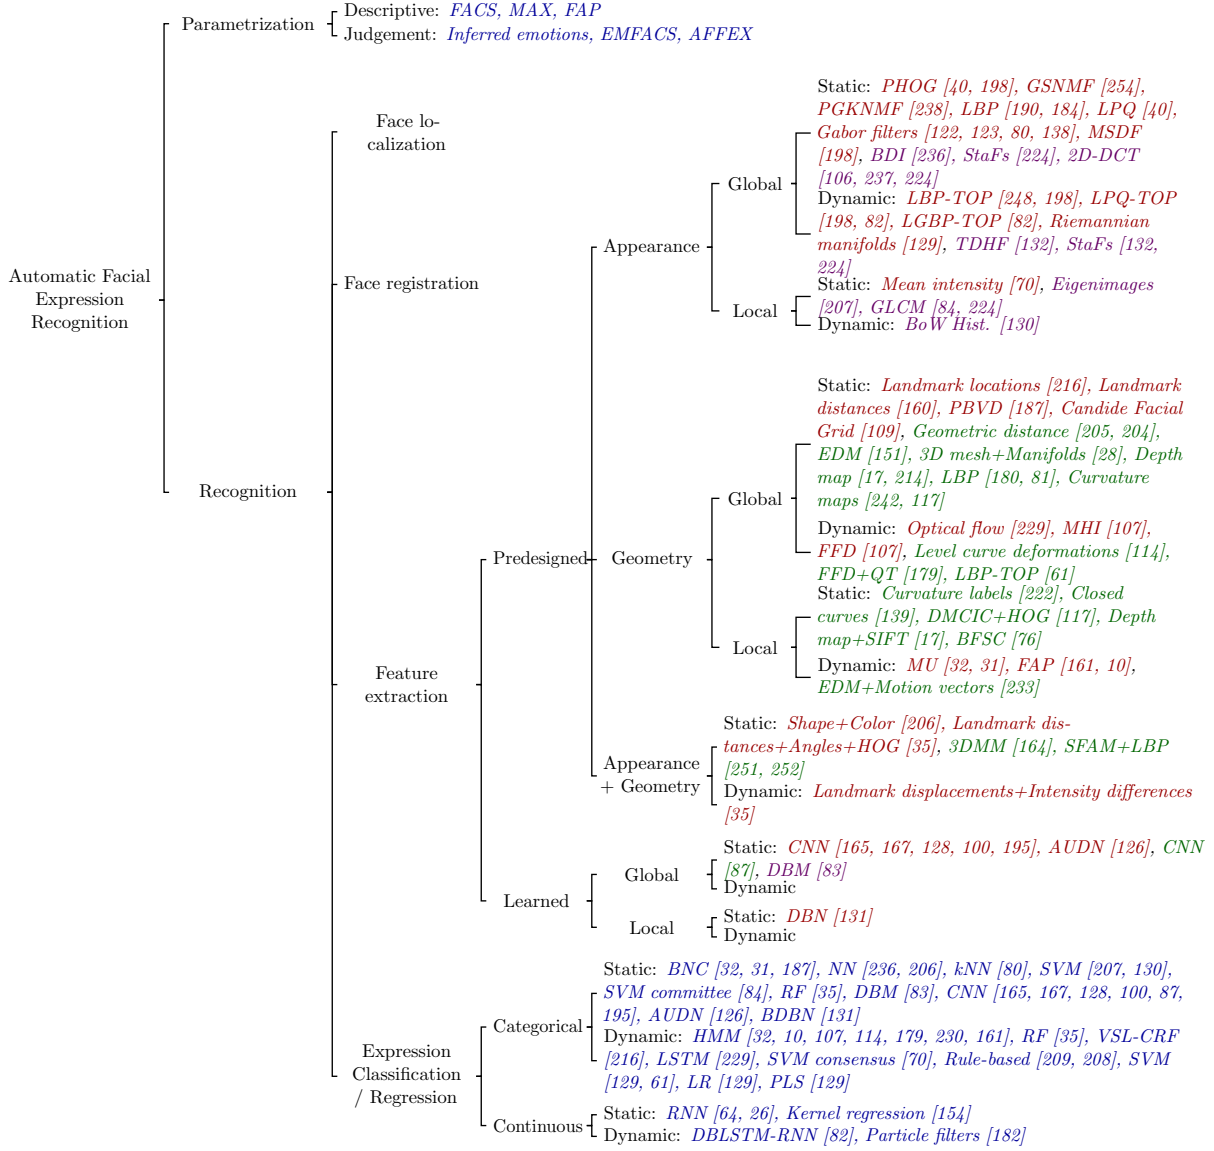 Descriptive: FACS, MAX, FAP
Parametrization
Judgement: Inferred emotions, EMFACS, AFFEX
Automatic Facial
Expression
Recognition
Recognition
Face lo-
calization
Face registration
Feature
extraction
Predesigned
Appearance
Global
Static: PHOG [40, 198], GSNMF [254],
PGKNMF [238], LBP [190, 184], LPQ [40],
Gabor filters [122, 123, 80, 138], MSDF
[198], BDI [236], StaFs [224], 2D-DCT
[106, 237, 224]
Dynamic: LBP-TOP [248, 198], LPQ-TOP
[198, 82], LGBP-TOP [82], Riemannian
manifolds [129], TDHF [132], StaFs [132,
224]
Local
Static: Mean intensity [70], Eigenimages
[207], GLCM [84, 224]
Dynamic: BoW Hist. [130]
Geometry
Global
Static: Landmark locations [216], Landmark
distances [160], PBVD [187], Candide Facial
Grid [109], Geometric distance [205, 204],
EDM [151], 3D mesh+Manifolds [28], Depth
map [17, 214], LBP [180, 81], Curvature
maps [242, 117]
Dynamic: Optical flow [229], MHI [107],
FFD [107], Level curve deformations [114],
FFD+QT [179], LBP-TOP [61]
Local
Static: Curvature labels [222], Closed
curves [139], DMCIC+HOG [117], Depth
map+SIFT [17], BFSC [76]
Dynamic: MU [32, 31], FAP [161, 10],
EDM+Motion vectors [233]
Appearance
+ Geometry
Static: Shape+Color [206], Landmark dis-
tances+Angles+HOG [35], 3DMM [164], SFAM+LBP
[251, 252]
Dynamic: Landmark displacements+Intensity differences
[35]
Learned
Global
Static: CNN [165, 167, 128, 100, 195], AUDN [126], CNN
[87], DBM [83]
Dynamic
Local
Static: DBN [131]
Dynamic
Expression
Classification
/ Regression
Categorical
Static: BNC [32, 31, 187], NN [236, 206], kNN [80], SVM [207, 130],
SVM committee [84], RF [35], DBM [83], CNN [165, 167, 128, 100, 87,
195], AUDN [126], BDBN [131]
Dynamic: HMM [32, 10, 107, 114, 179, 230, 161], RF [35], VSL-CRF
[216], LSTM [229], SVM consensus [70], Rule-based [209, 208], SVM
[129, 61], LR [129], PLS [129]
Continuous
Static: RNN [64, 26], Kernel regression [154]
Dynamic: DBLSTM-RNN [82], Particle filters [182]